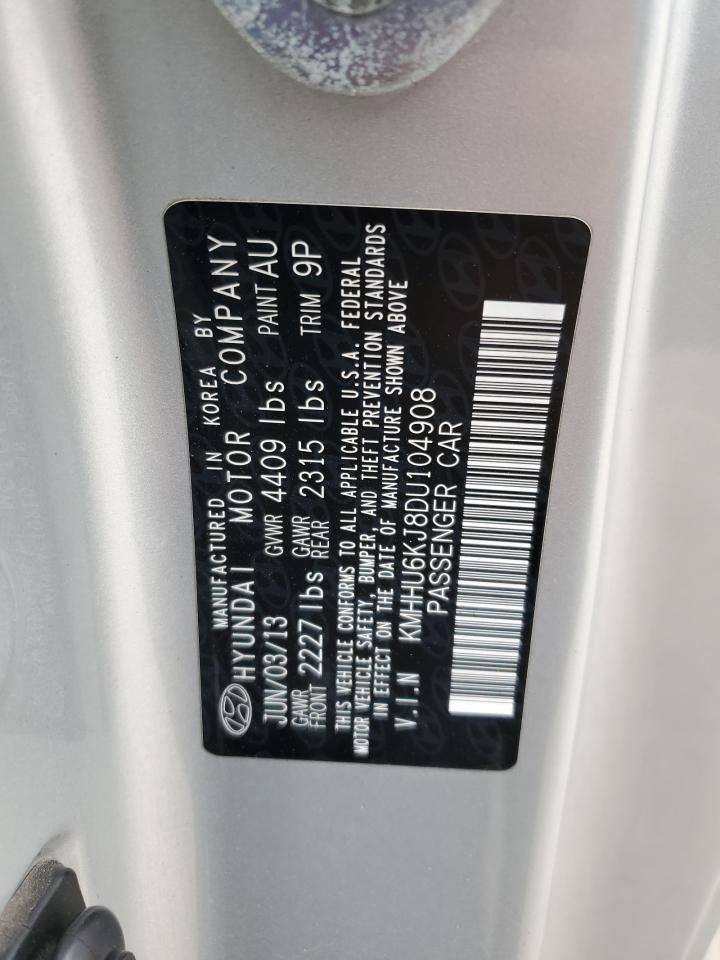 MANUFACTURED IN KOREA BY
HYUNDAI MOTOR COMPANY
JUN/03/13 GVWR 4409 lbs PAINT AU
GAWR FRONT 2227 lbs GAWR REAR 2315 lbs TRIM 9P
THIS VEHICLE CONFORMS TO ALL APPLICABLE U.S.A. FEDERAL
MOTOR VEHICLE SAFETY, BUMPER, AND THEFT PREVENTION STANDARDS
IN EFFECT ON THE DATE OF MANUFACTURE SHOWN ABOVE
V.I.N KMHHU6KJ8DU104908
PASSENGER CAR